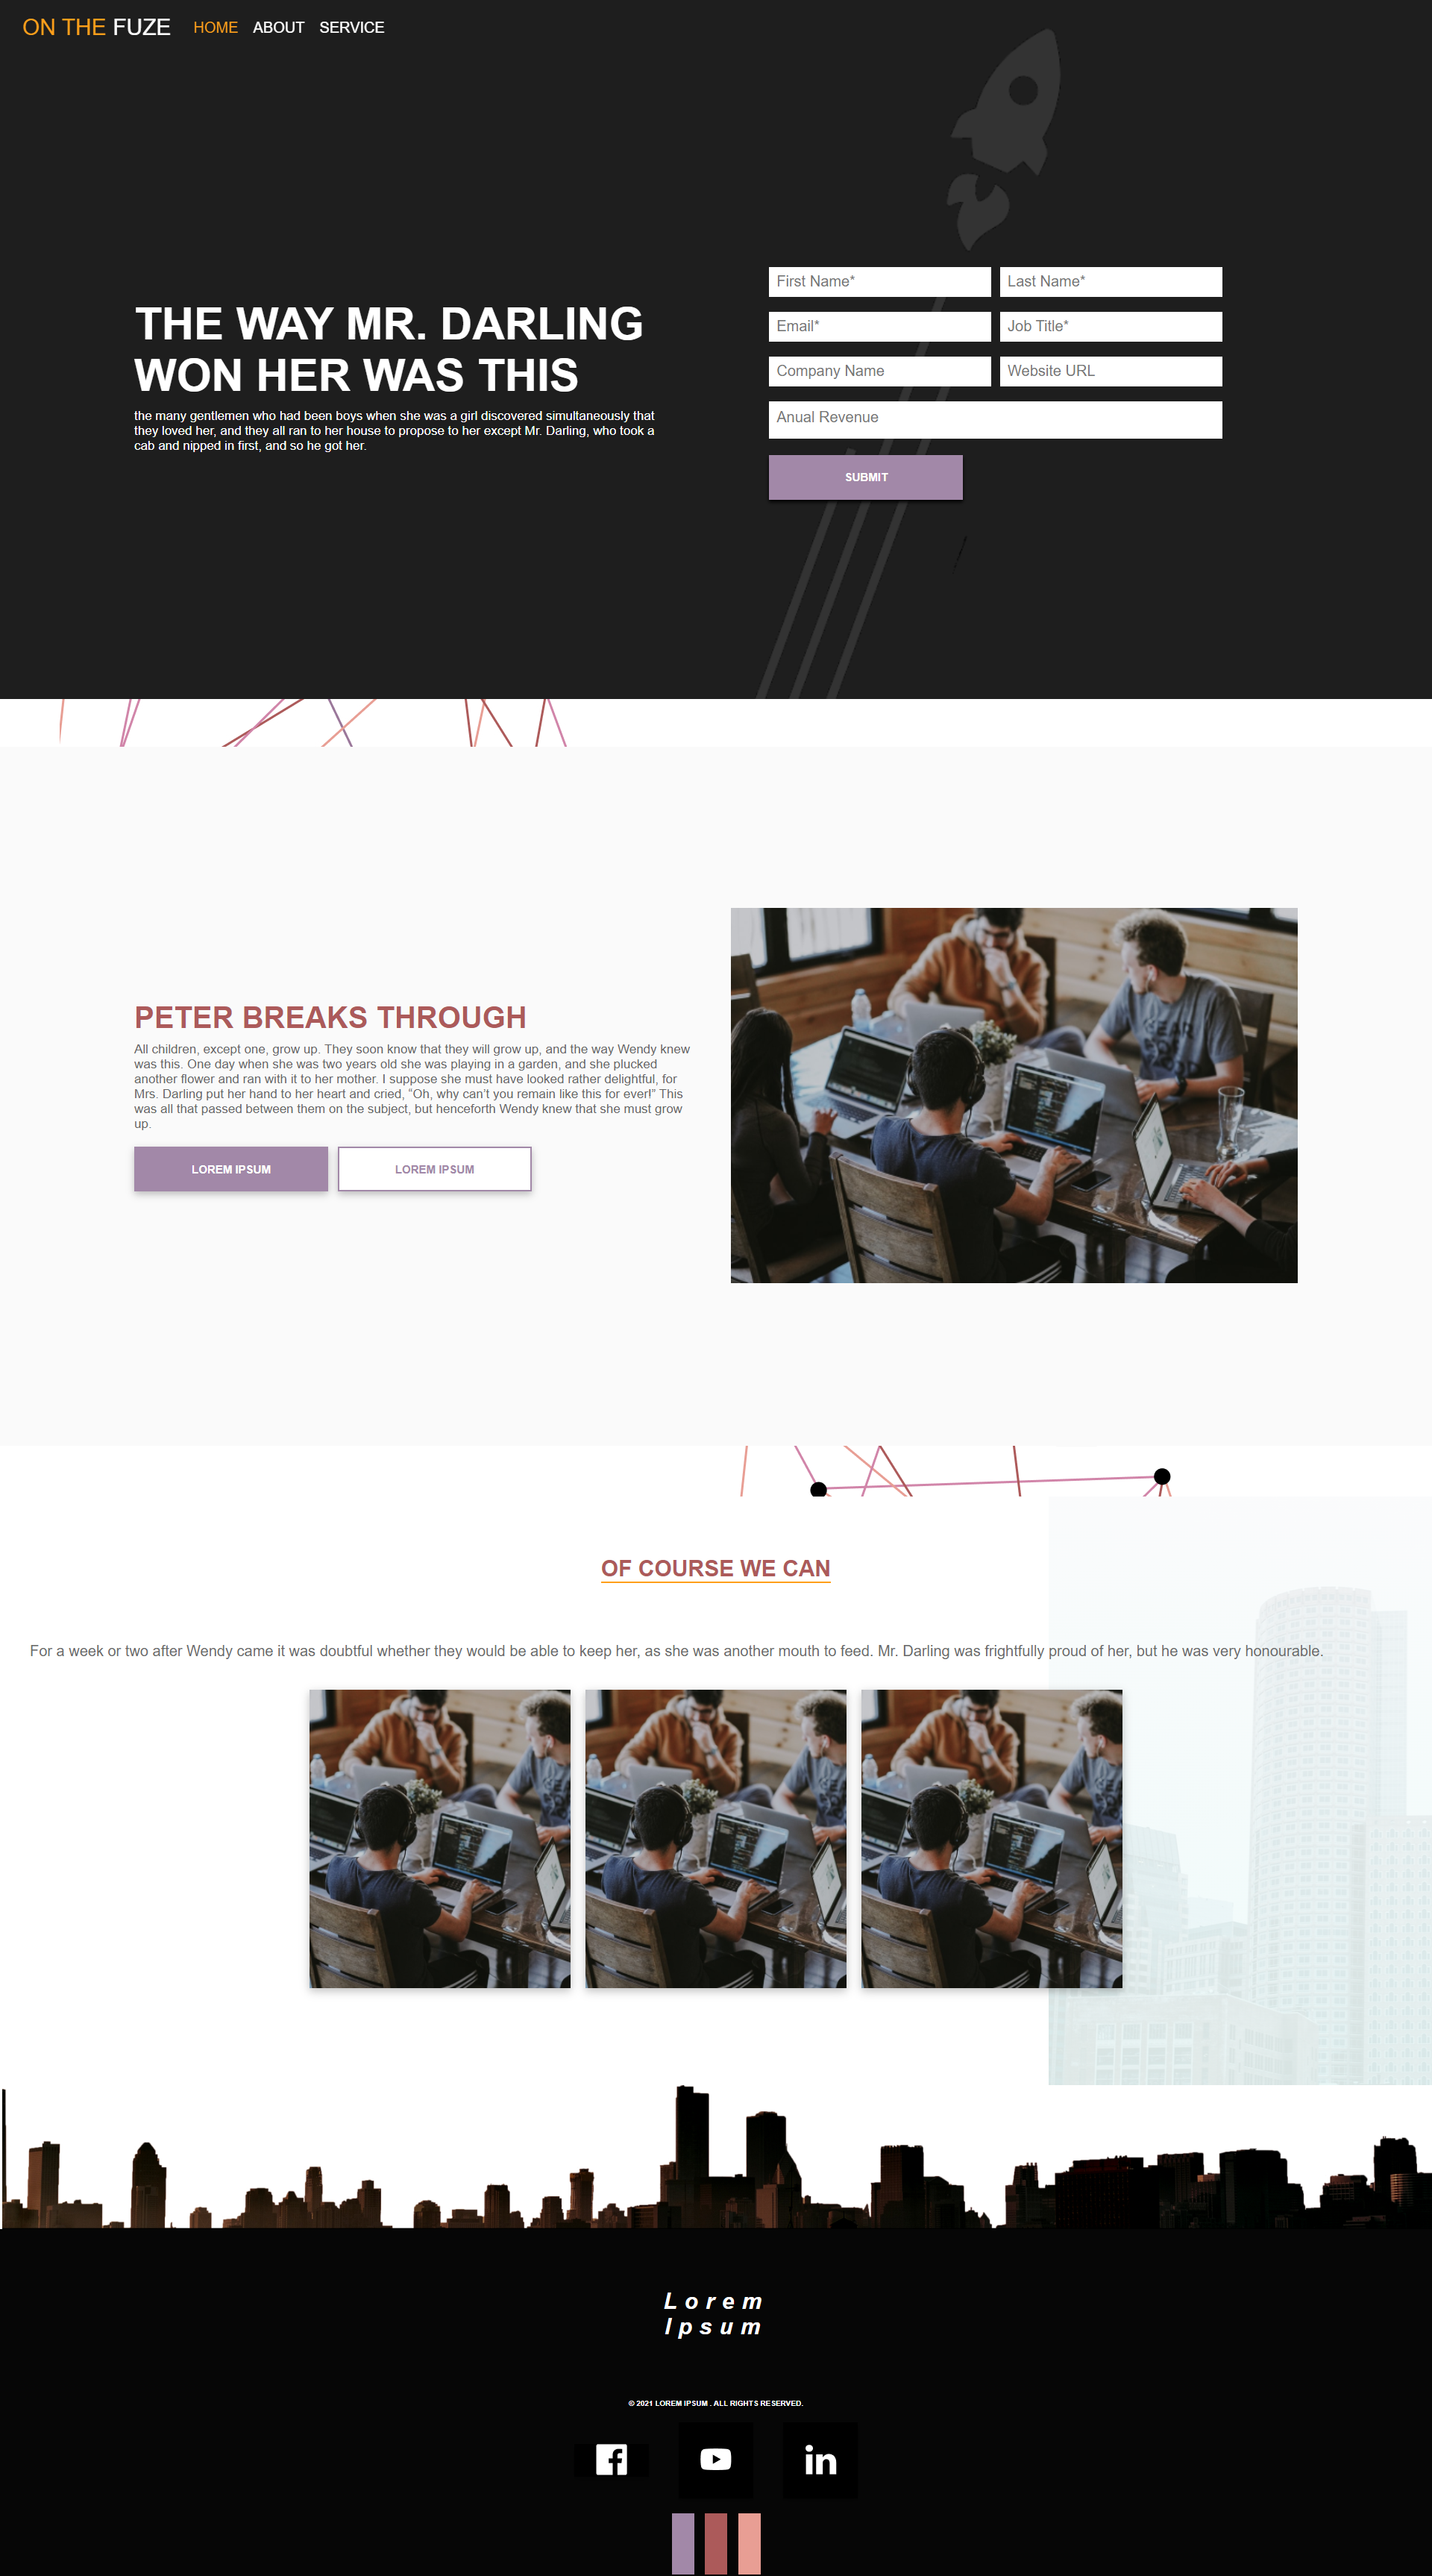 ON THE FUZE HOME ABOUT SERVICE
First Name* Last Name*
Email* Job Title*
Company Name Website URL
Anual Revenue
SUBMIT
THE WAY MR. DARLING
WON HER WAS THIS
the many gentlemen who had been boys when she was a girl discovered simultaneously that
they loved her, and they all ran to her house to propose to her except Mr. Darling, who took a
cab and nipped in first, and so he got her.
PETER BREAKS THROUGH
All children, except one, grow up. They soon know that they will grow up, and the way Wendy knew
was this. One day when she was two years old she was playing in a garden, and she plucked
another flower and ran with it to her mother. I suppose she must have looked rather delightful, for
Mrs. Darling put her hand to her heart and cried, “Oh, why can’t you remain like this for ever!” This
was all that passed between them on the subject, but henceforth Wendy knew that she must grow
up.
LOREM IPSUM LOREM IPSUM
OF COURSE WE CAN
For a week or two after Wendy came it was doubtful whether they would be able to keep her, as she was another mouth to feed. Mr. Darling was frightfully proud of her, but he was very honourable.
Lorem
Ipsum
© 2021 LOREM IPSUM . ALL RIGHTS RESERVED.